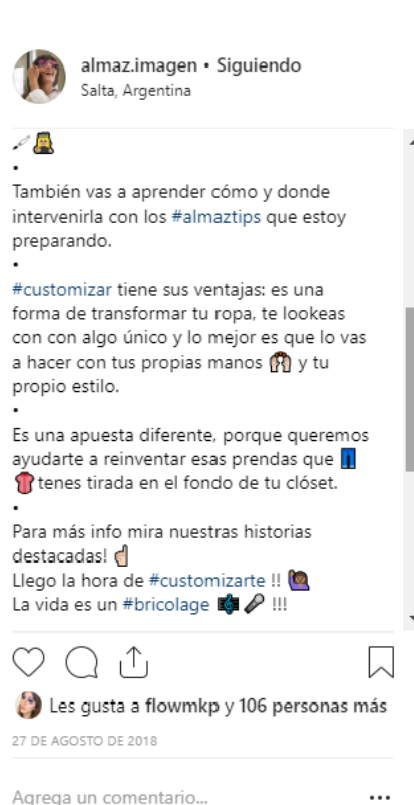 almaz.imagen • Siguiendo
Salta, Argentina
•
También vas a aprender cómo y donde
intervenirla con los #almaztips que estoy
preparando.
•
#customizar tiene sus ventajas: es una
forma de transformar tu ropa, te lookeas
con con algo único y lo mejor es que lo vas
a hacer con tus propias manos 🙌 y tu
propio estilo.
•
Es una apuesta diferente, porque queremos
ayudarte a reinventar esas prendas que 👖
👚 tenes tirada en el fondo de tu clóset.
•
Para más info mira nuestras historias
destacadas! ☝
Llego la hora de #customizarte !! 🙋
La vida es un #bricolage 🎼 🎤 !!!
Les gusta a flowmkp y 106 personas más
27 DE AGOSTO DE 2018
Agrega un comentario...